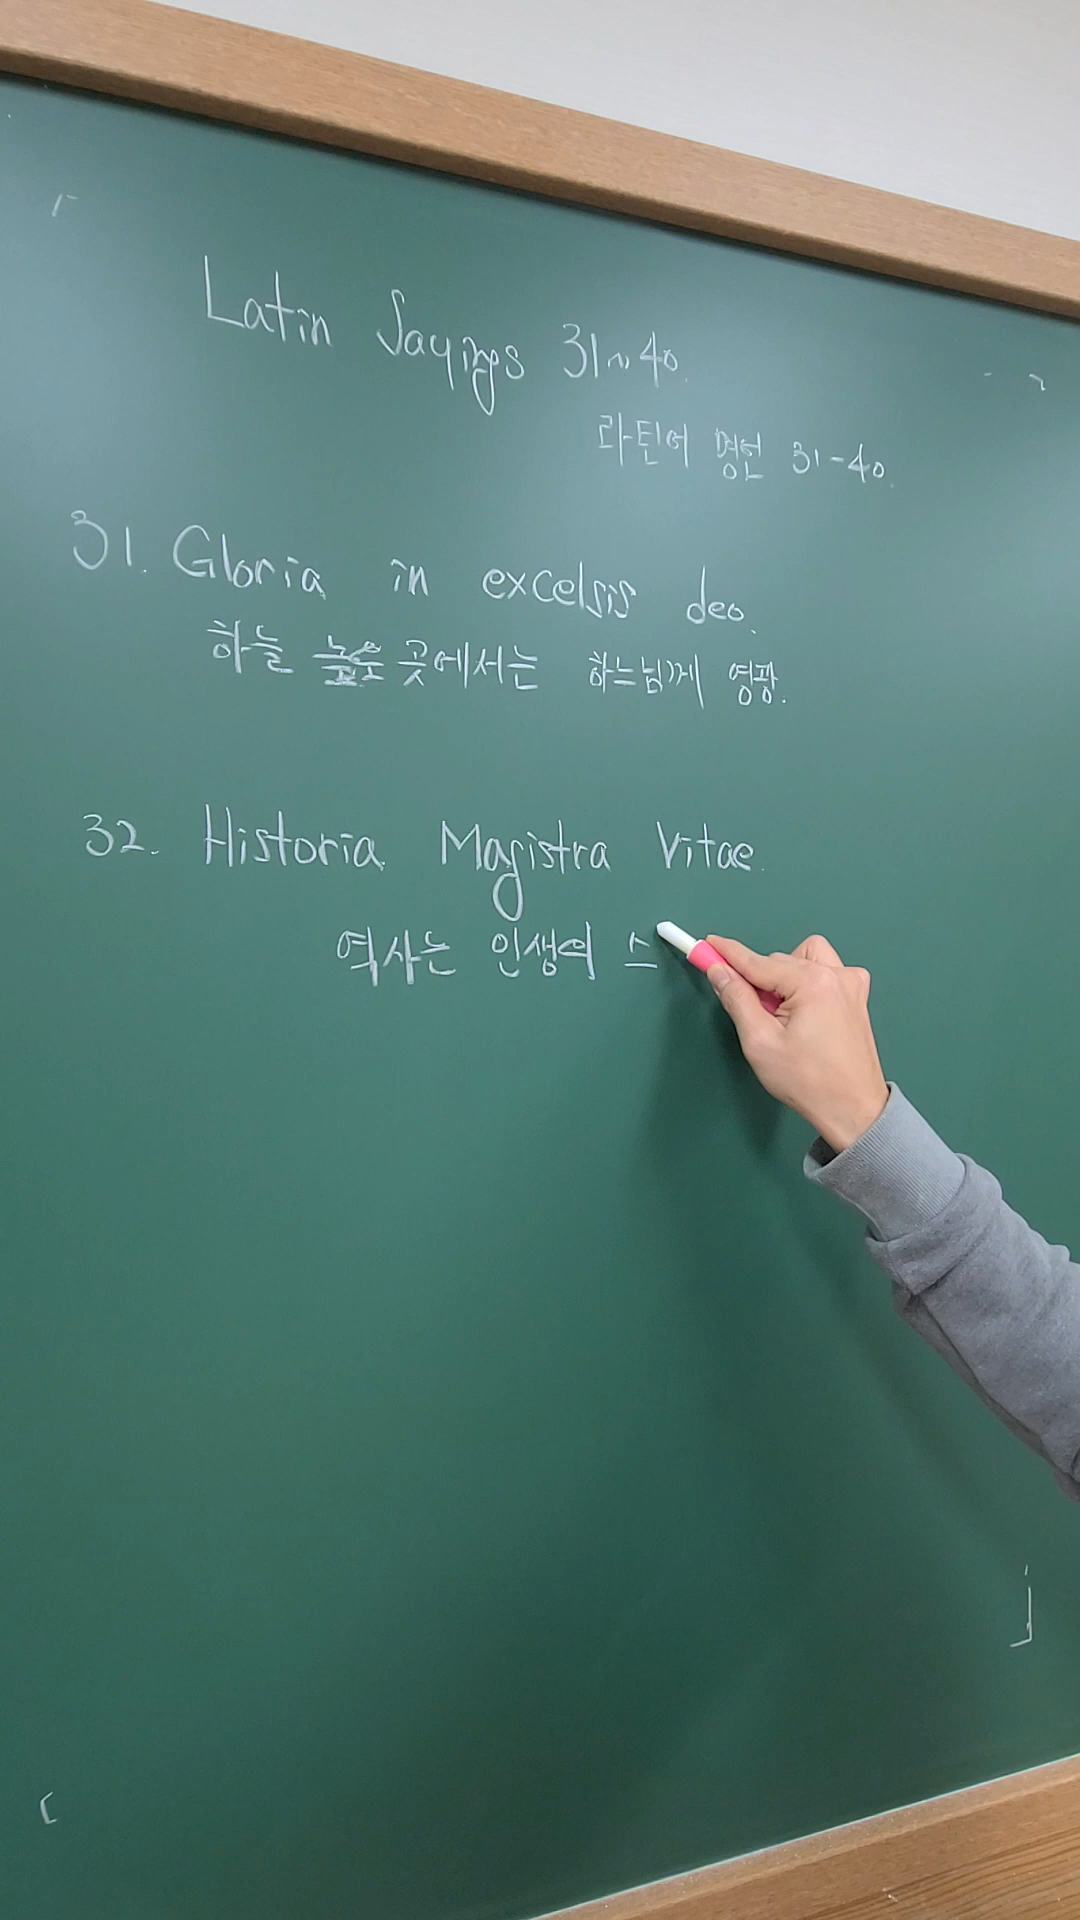 Latin Sayings 31~40.
라틴어 명언 31-40.
31. Gloria in excelsis deo.
하늘 높은 곳에서는 하느님께 영광.
32. Historia Magistra Vitae.
역사는 인생의 스